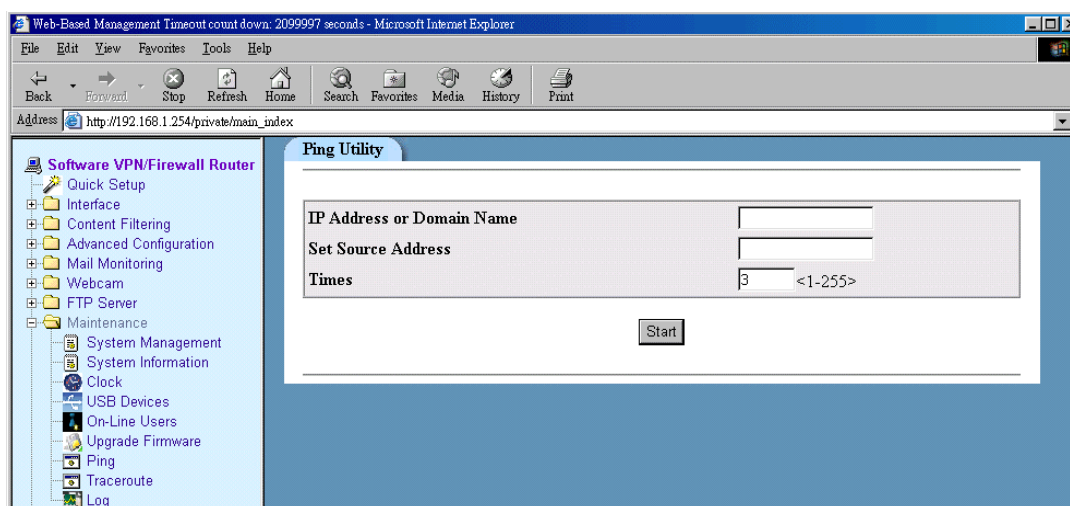 Web-Based Management Timeout count down: 2099997 seconds - Microsoft Internet Explorer
File Edit View Favorites Tools Help
Back Forward Stop Refresh Home Search Favorites Media History Print
Address http://192.168.1.254/private/main_index
Software VPN/Firewall Router
Quick Setup
Interface
Content Filtering
Advanced Configuration
Mail Monitoring
Webcam
FTP Server
Maintenance
System Management
System Information
Clock
USB Devices
On-Line Users
Upgrade Firmware
Ping
Traceroute
Log
Ping Utility
IP Address or Domain Name
Set Source Address
Times 3 <1-255>
Start